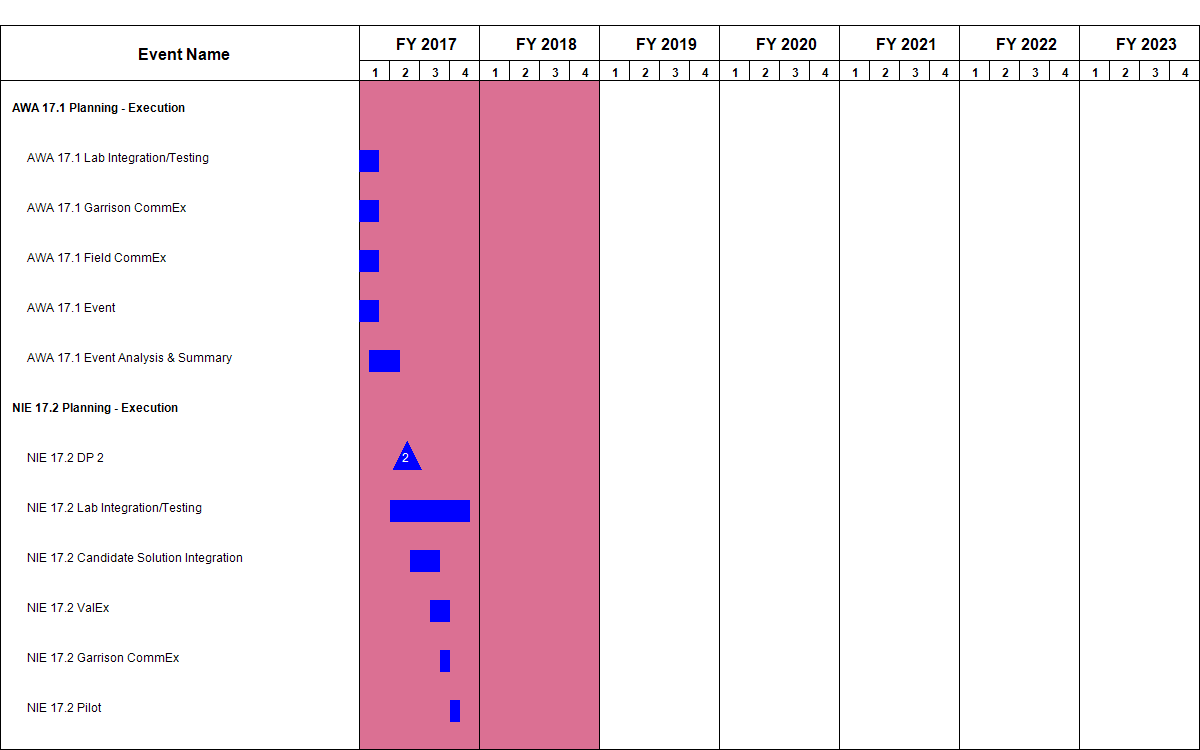 Event Name
FY 2017 FY 2018 FY 2019 FY 2020 FY 2021 FY 2022 FY 2023
1 2 3 4 1 2 3 4 1 2 3 4 1 2 3 4 1 2 3 4 1 2 3 4 1 2 3 4
AWA 17.1 Planning - Execution
AWA 17.1 Lab Integration/Testing
AWA 17.1 Garrison CommEx
AWA 17.1 Field CommEx
AWA 17.1 Event
AWA 17.1 Event Analysis & Summary
NIE 17.2 Planning - Execution
NIE 17.2 DP 2
2
NIE 17.2 Lab Integration/Testing
NIE 17.2 Candidate Solution Integration
NIE 17.2 ValEx
NIE 17.2 Garrison CommEx
NIE 17.2 Pilot